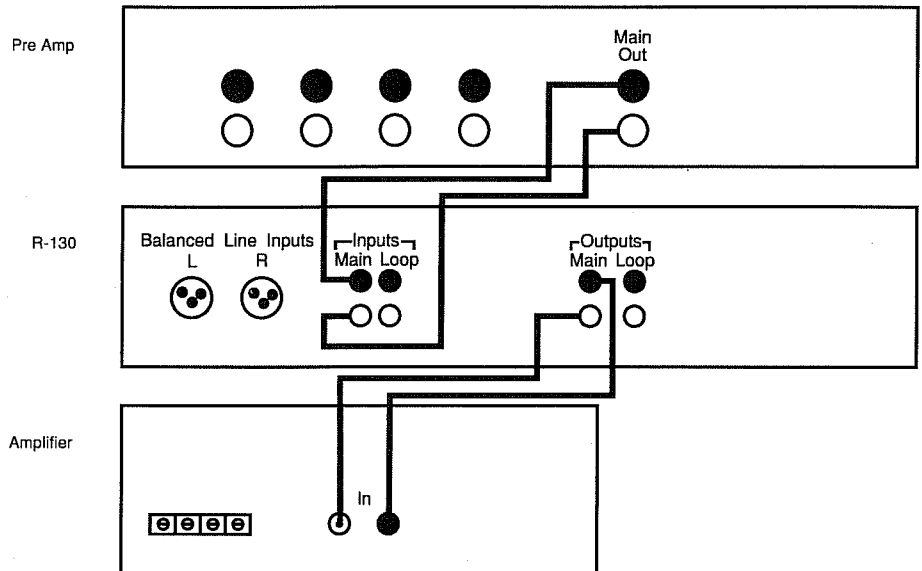 Pre Amp
Main
Out
R-130
Balanced Line Inputs
L R
Inputs
Main Loop
Outputs
Main Loop
Amplifier
In